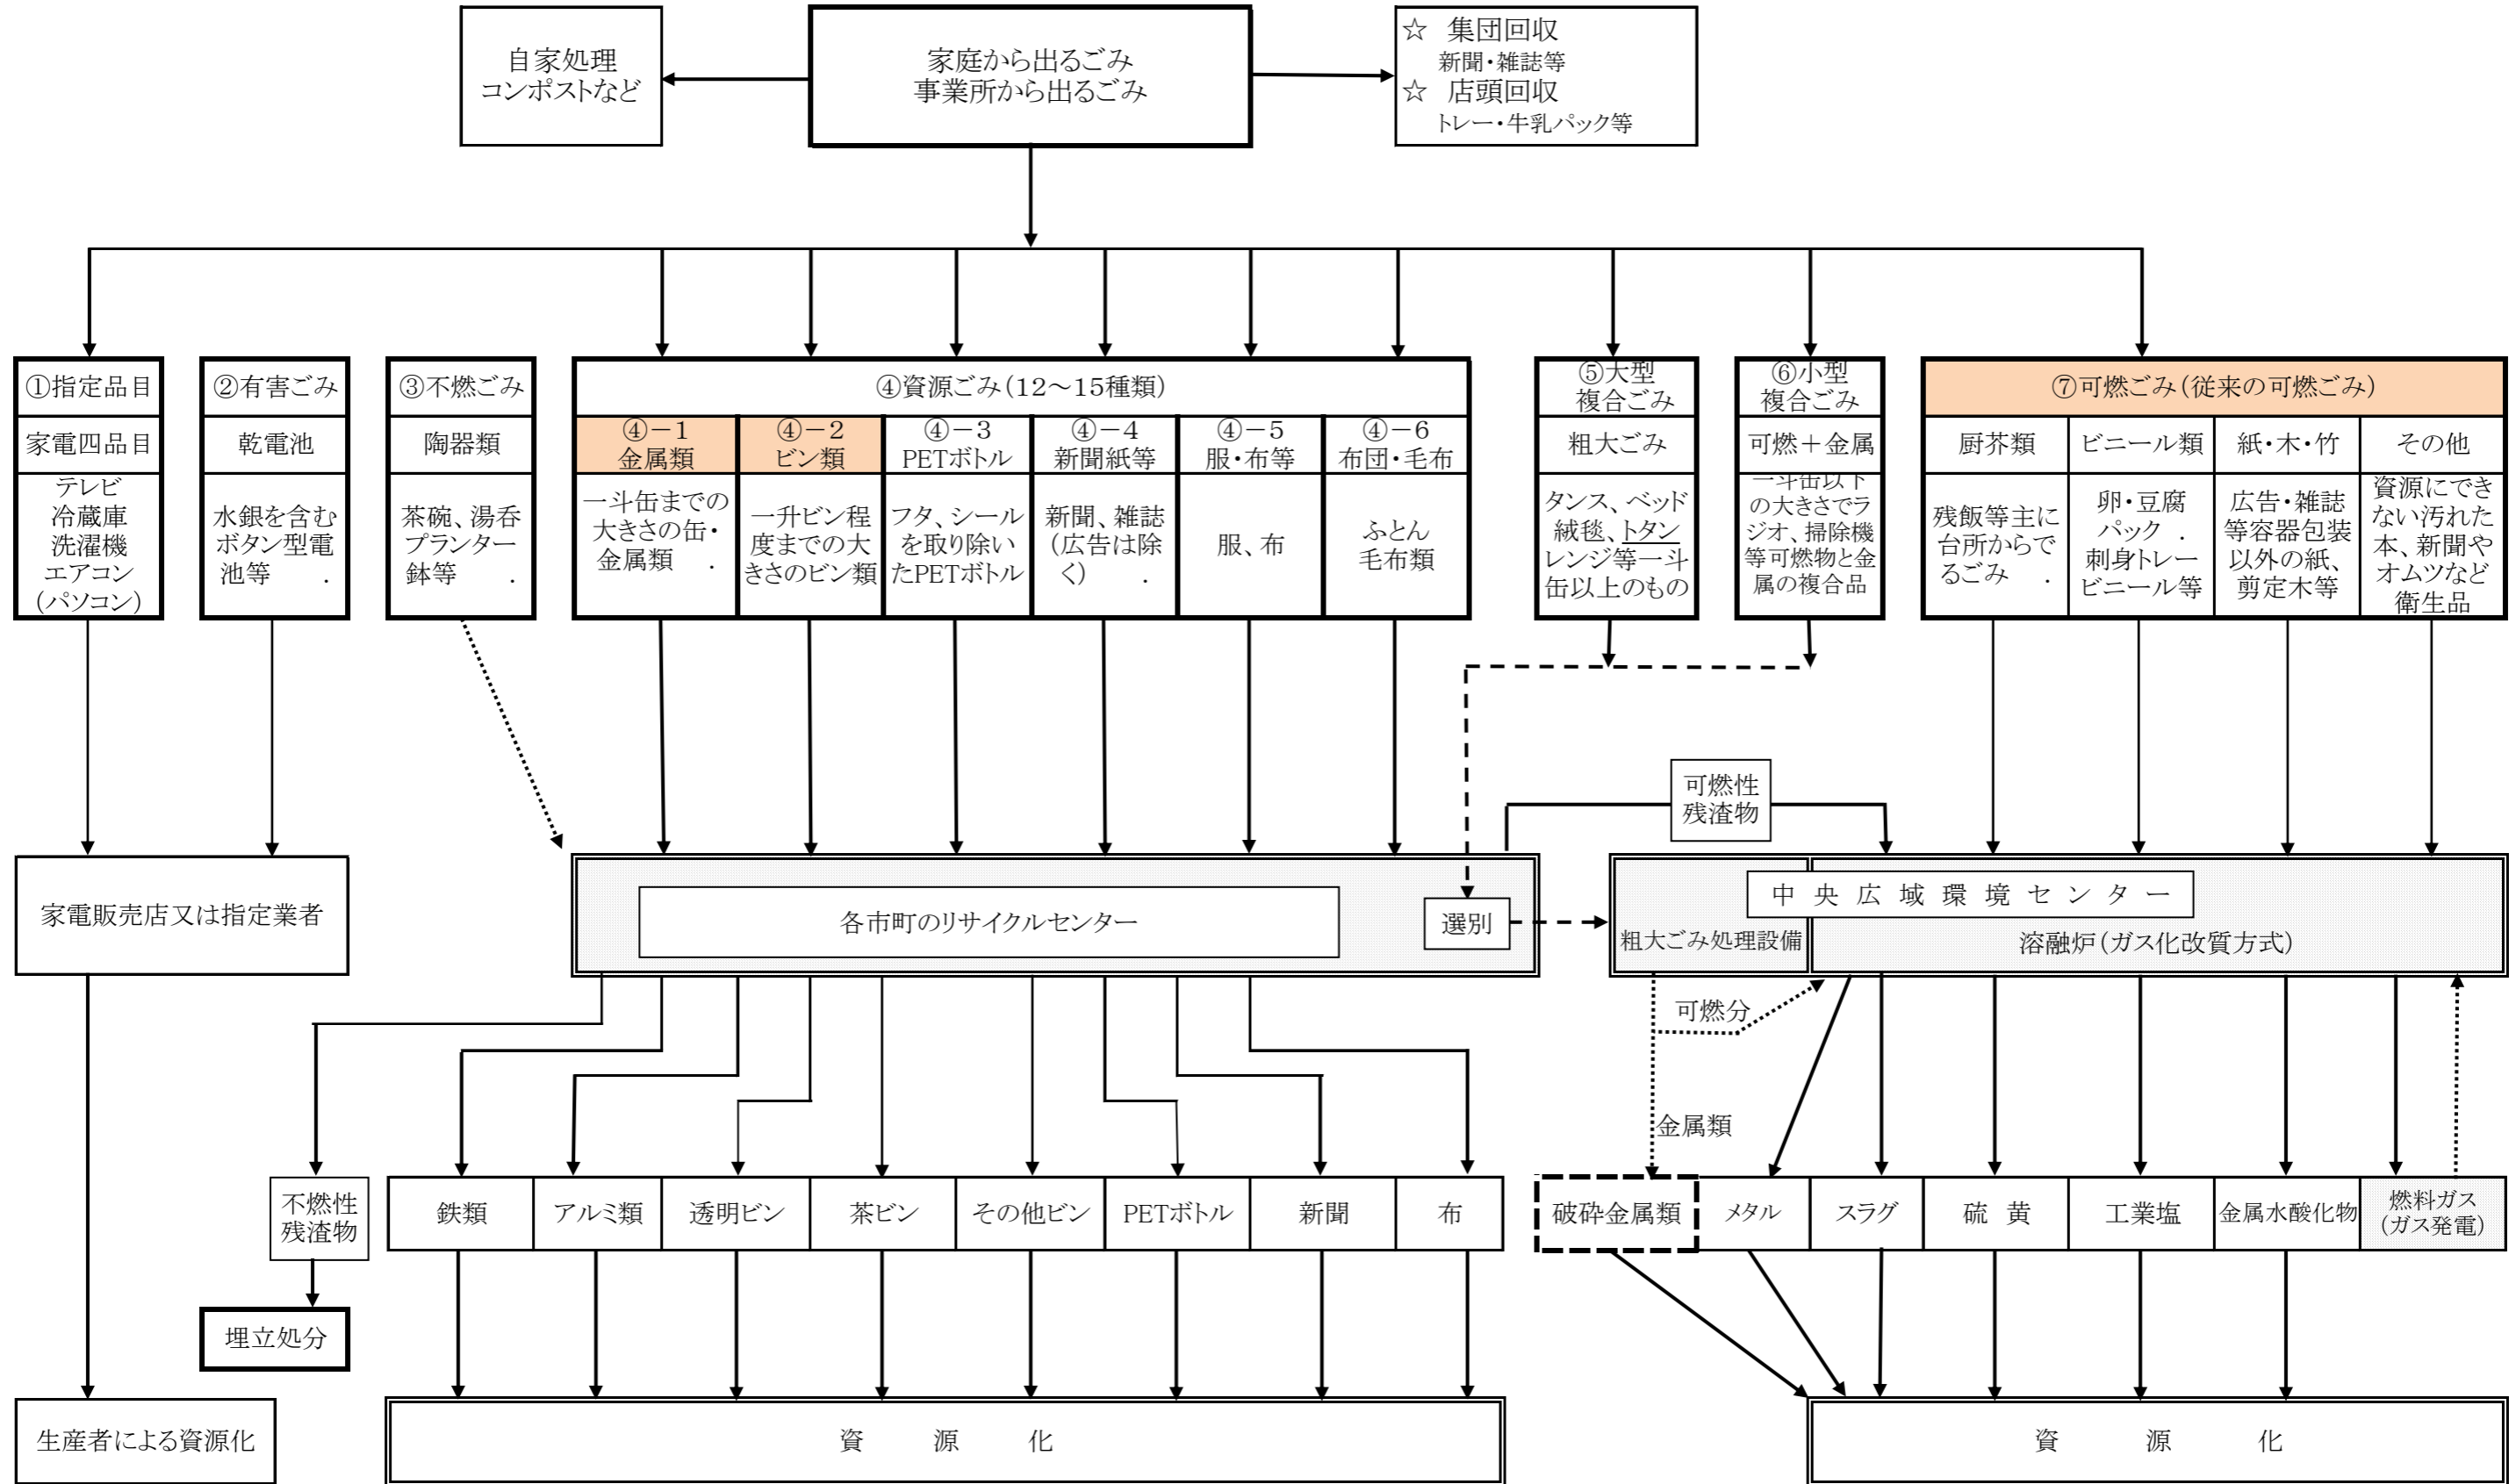 自家処理
コンポストなど
家庭から出るごみ
事業所から出るごみ
☆ 集団回収
新聞・雑誌等
☆ 店頭回収
トレー・牛乳パック等
①指定品目
家電四品目
テレビ
冷蔵庫
洗濯機
エアコン
(パソコン)
②有害ごみ
乾電池
水銀を含む
ボタン型電
池等 .
③不燃ごみ
陶器類
茶碗、湯呑
プランター
鉢等 .
④資源ごみ(12～15種類)
④－1
金属類
一斗缶までの
大きさの缶・
金属類 .
④－2
ビン類
一升ビン程
度までの大
きさのビン類
④－3
PETボトル
フタ、シール
を取り除い
たPETボトル
④－4
新聞紙等
新聞、雑誌
(広告は除
く) .
④－5
服・布等
服、布
④－6
布団・毛布
ふとん
毛布類
⑤大型
複合ごみ
粗大ごみ
タンス、ベッド
絨毯、トタン
レンジ等一斗
缶以上のもの
⑥小型
複合ごみ
可燃＋金属
一斗缶以下
の大きさでラ
ジオ、掃除機
等可燃物と金
属の複合品
⑦可燃ごみ(従来の可燃ごみ)
厨芥類
残飯等主に
台所からで
るごみ .
ビニール類
卵・豆腐
パック .
刺身トレー
ビニール等
紙・木・竹
広告・雑誌
等容器包装
以外の紙、
剪定木等
その他
資源にでき
ない汚れた
本、新聞や
オムツなど
衛生品
可燃性
残渣物
家電販売店又は指定業者
各市町のリサイクルセンター
選別
中央広域環境センター
粗大ごみ処理設備
溶融炉(ガス化改質方式)
可燃分
金属類
不燃性
残渣物
鉄類
アルミ類
透明ビン
茶ビン
その他ビン
PETボトル
新聞
布
破砕金属類
メタル
スラグ
硫 黄
工業塩
金属水酸化物
燃料ガス
(ガス発電)
埋立処分
生産者による資源化
資 源 化
資 源 化